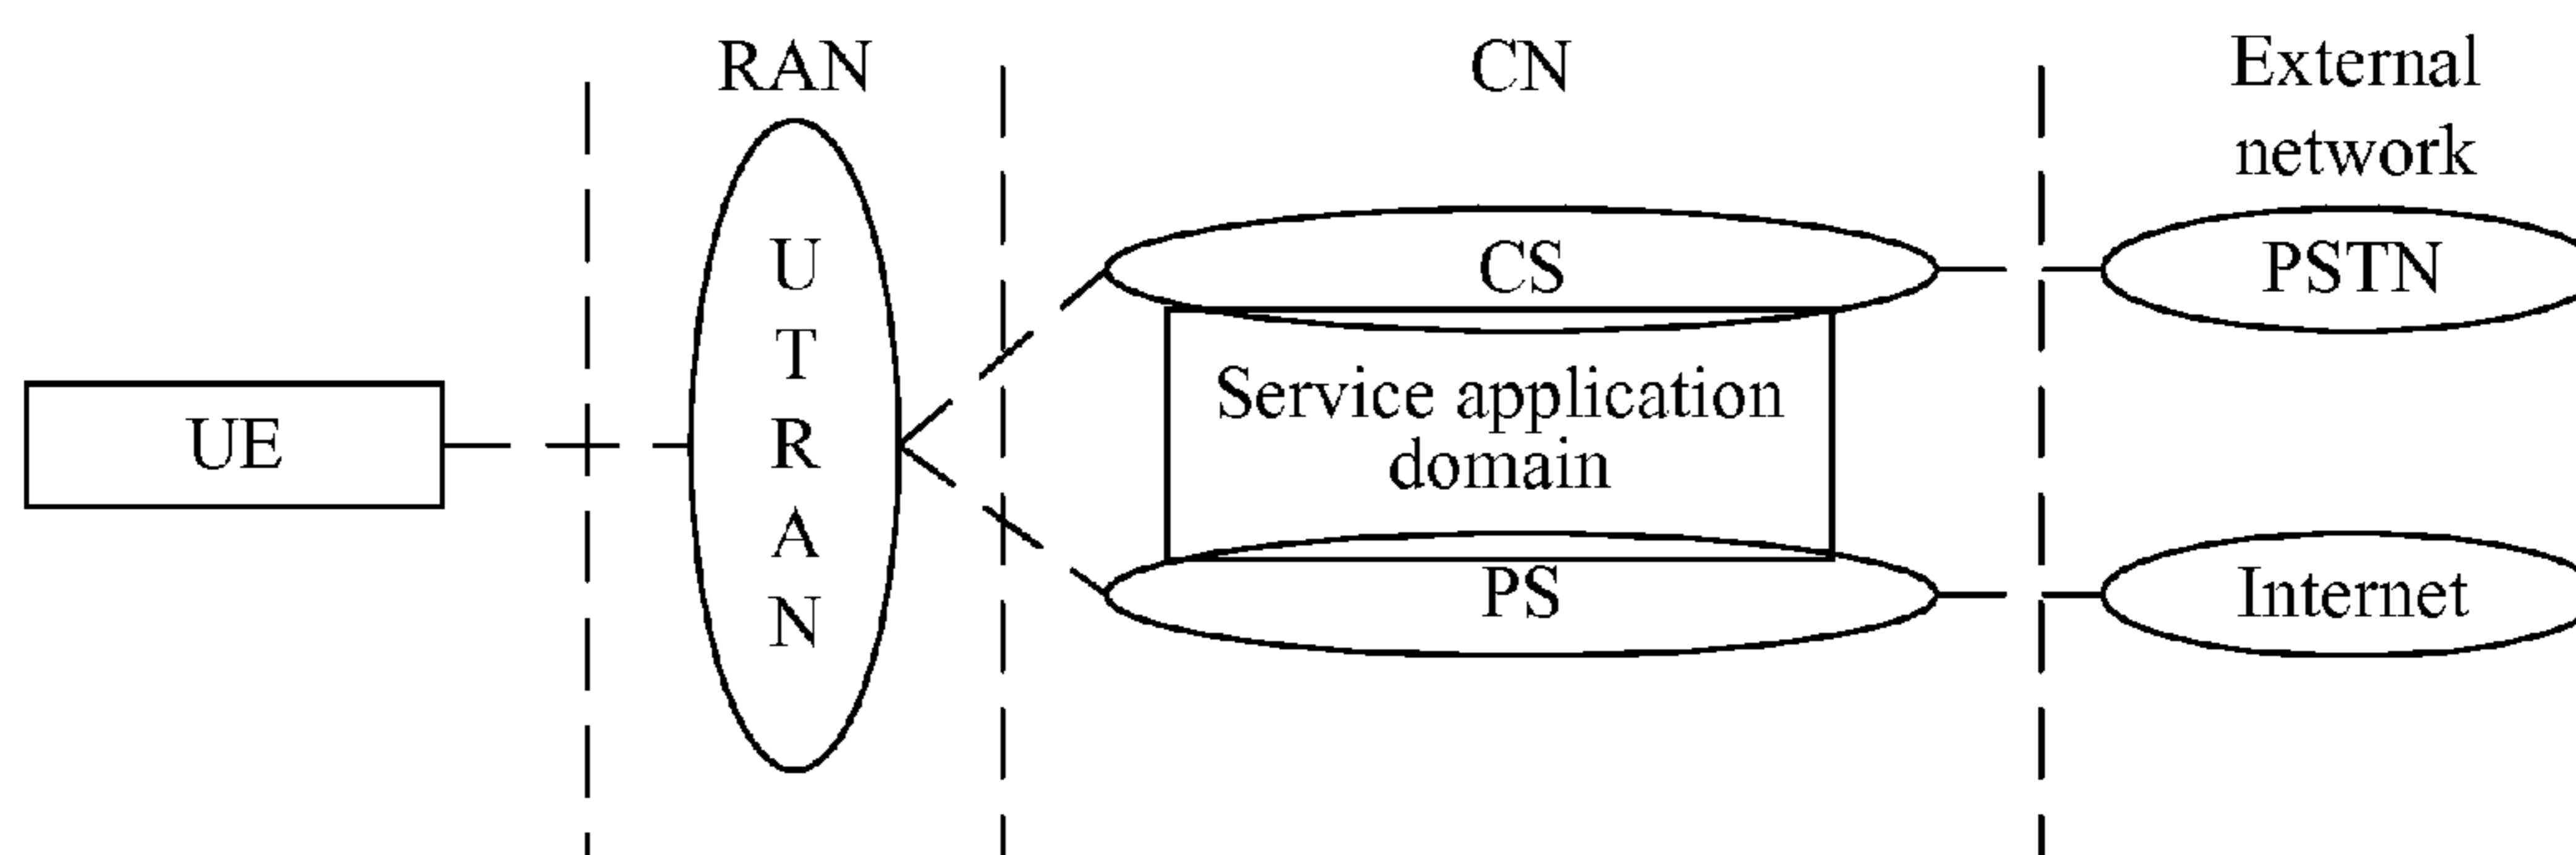 RAN
CN
External
network
UE
U
T
R
A
N
CS
Service application
domain
PS
PSTN
Internet